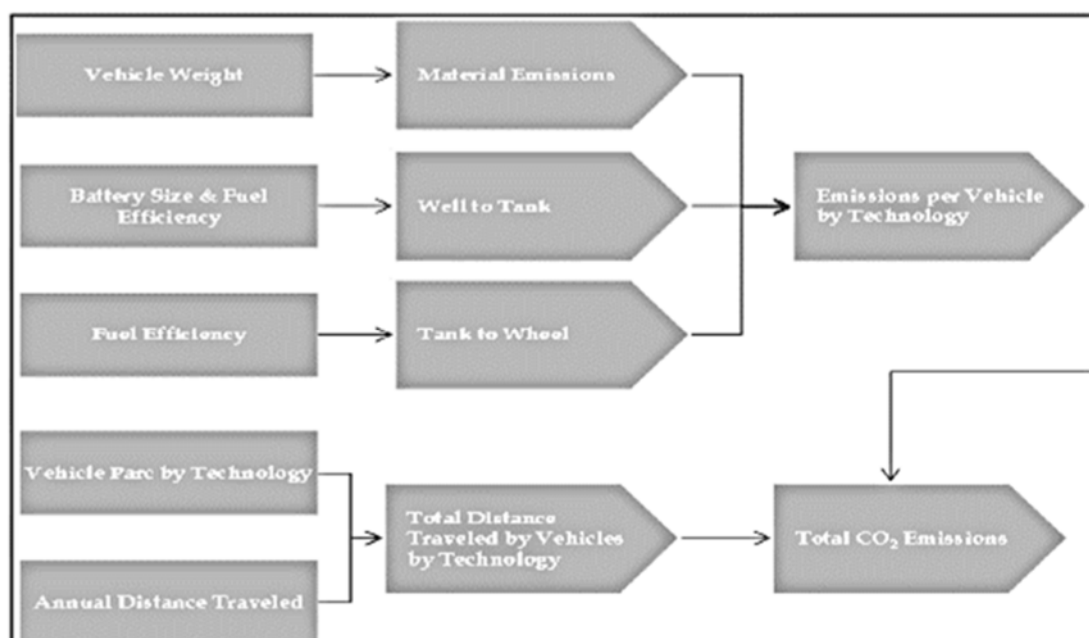 Vehicle Weight
Material Emissions
Battery Size & Fuel
Efficiency
Well to Tank
Emissions per Vehicle
by Technology
Fuel Efficiency
Tank to Wheel
Vehicle Parc by Technology
Total Distance
Traveled by Vehicles
by Technology
Total CO₂ Emissions
Annual Distance Traveled